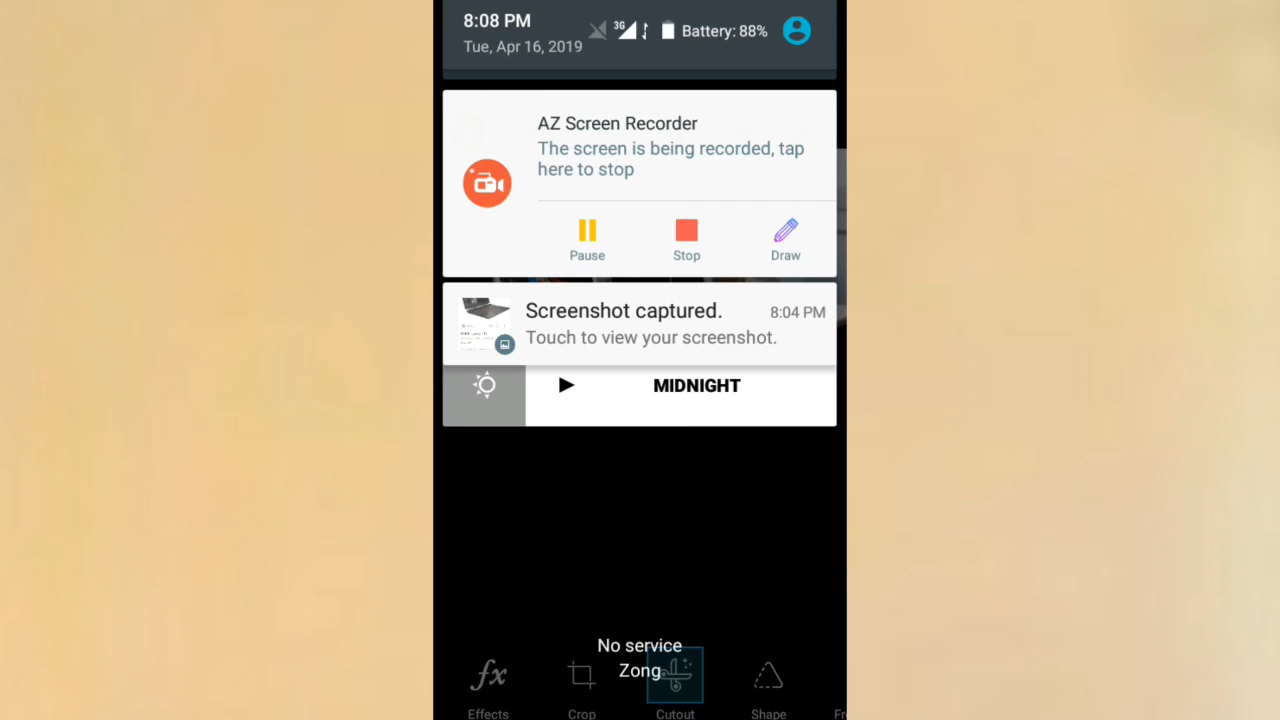 8:08 PM
3G
Battery: 88%
Tue, Apr 16, 2019
AZ Screen Recorder
The screen is being recorded, tap
here to stop
Pause
Stop
Draw
Screenshot captured.
8:04 PM
Touch to view your screenshot.
MIDNIGHT
No service
Zong
fx
Effects
Crop
Cutout
Shape